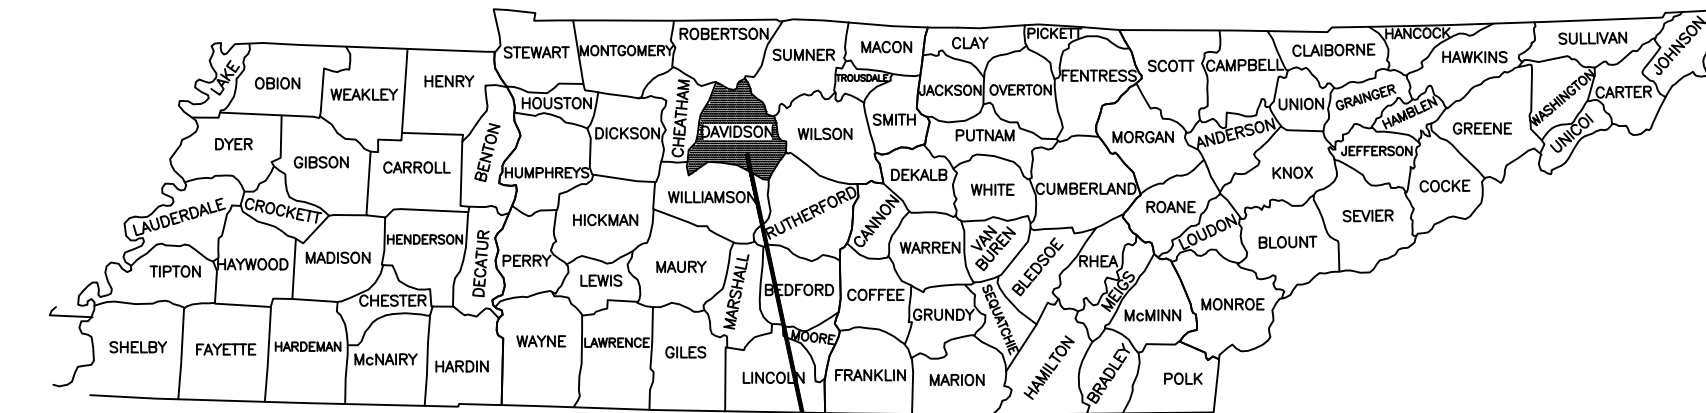 LAKE
OBION
WEAKLEY
HENRY
STEWART
MONTGOMERY
ROBERTSON
SUMNER
MACON
TROUSDALE
CLAY
PICKETT
FENTRESS
SCOTT
CAMPBELL
CLAIBORNE
HANCOCK
HAWKINS
SULLIVAN
JOHNSON
HOUSTON
DICKSON
CHEATHAM
DAVIDSON
WILSON
SMITH
JACKSON
OVERTON
PUTNAM
MORGAN
ANDERSON
UNION
GRAINGER
HAMBLEN
GREENE
WASHINGTON
UNICOI
CARTER
DYER
GIBSON
CARROLL
BENTON
HUMPHREYS
WILLIAMSON
RUTHERFORD
CANNON
DEKALB
WHITE
CUMBERLAND
ROANE
LOUDON
KNOX
JEFFERSON
SEVIER
COCKE
LAUDERDALE
CROCKETT
HAYWOOD
MADISON
HENDERSON
DECATUR
PERRY
HICKMAN
LEWIS
MAURY
MARSHALL
BEDFORD
COFFEE
WARREN
VAN
BUREN
BLEDSOE
RHEA
MEIGS
McMINN
MONROE
BLOUNT
TIPTON
SHELBY
FAYETTE
HARDEMAN
CHESTER
McNAIRY
HARDIN
WAYNE
LAWRENCE
GILES
LINCOLN
MOORE
FRANKLIN
GRUNDY
SEQUATCHIE
MARION
HAMILTON
BRADLEY
POLK